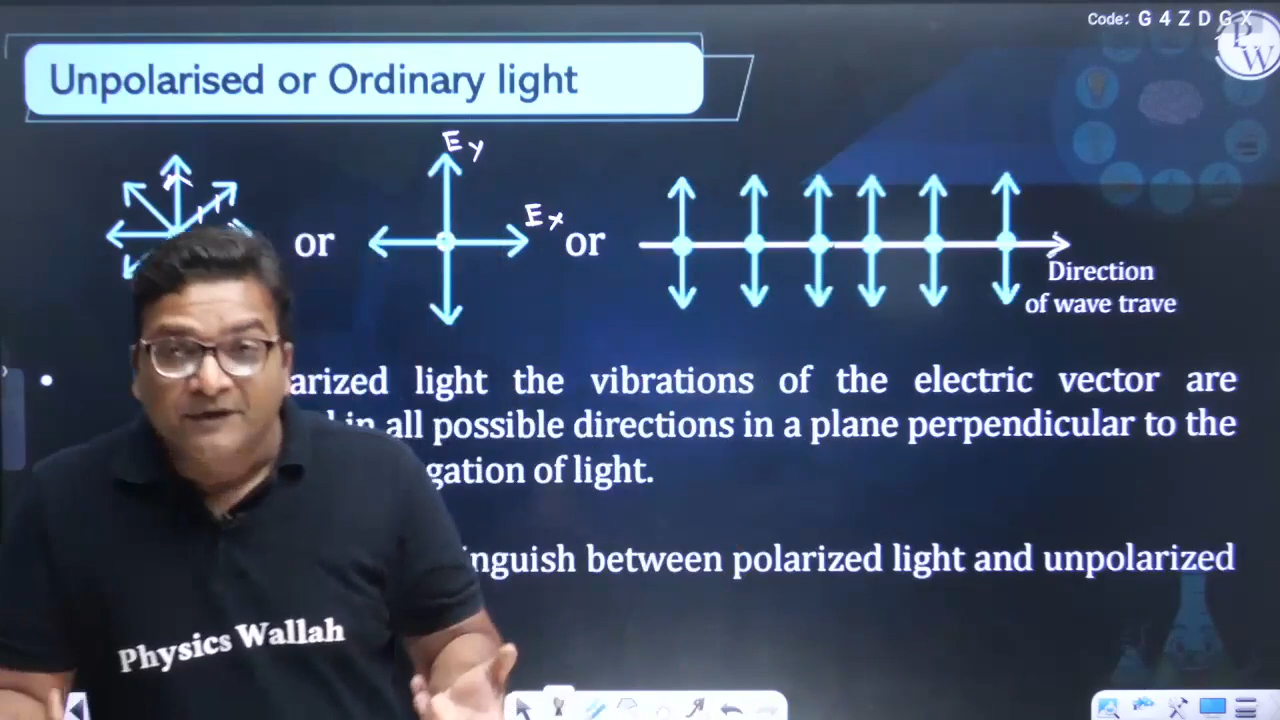 Code: G 4 Z D G X
P
W
Unpolarised or Ordinary light
Ey
Ex
or
or
Direction
of wave trave
arized light the vibrations of the electric vector are
in all possible directions in a plane perpendicular to the
gation of light.
inguish between polarized light and unpolarized
Physics Wallah